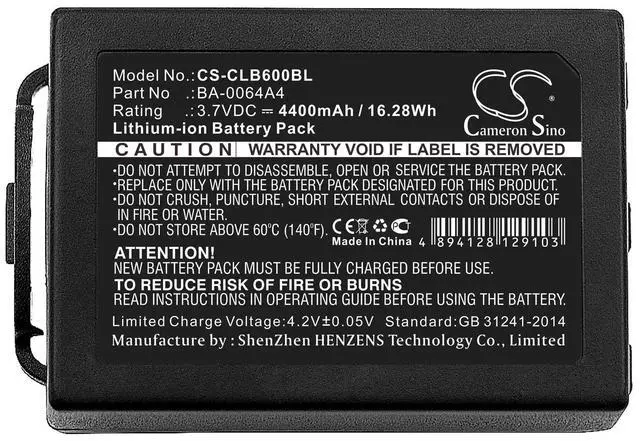 Model No.: CS-CLB600BL
Part No : BA-0064A4
Rating : 3.7VDC ⎓ 4400mAh / 16.28Wh
Lithium-ion Battery Pack
CS
Cameron Sino
CAUTION WARRANTY VOID IF LABEL IS REMOVED
•DO NOT ATTEMPT TO DISASSEMBLE, OPEN OR SERVICE THE BATTERY PACK.
•REPLACE ONLY WITH THE BATTERY PACK DESIGNATED FOR THIS PRODUCT.
•DO NOT CRUSH, PUNCTURE, SHORT EXTERNAL CONTACTS OR DISPOSE OF
IN FIRE OR WATER.
•DO NOT STORE ABOVE 60℃ (140℉).
CE
Made In China
4 894128 129103
ATTENTION!
NEW BATTERY PACK MUST BE FULLY CHARGED BEFORE USE.
TO REDUCE RISK OF FIRE OR BURNS
READ INSTRUCTIONS IN OPERATING MANUAL BEFORE USE.
Limited Charge Voltage:4.2V±0.05V Standard:GB 31241-2014
Manufacture by : ShenZhen HENZENS Technology Co., Limited